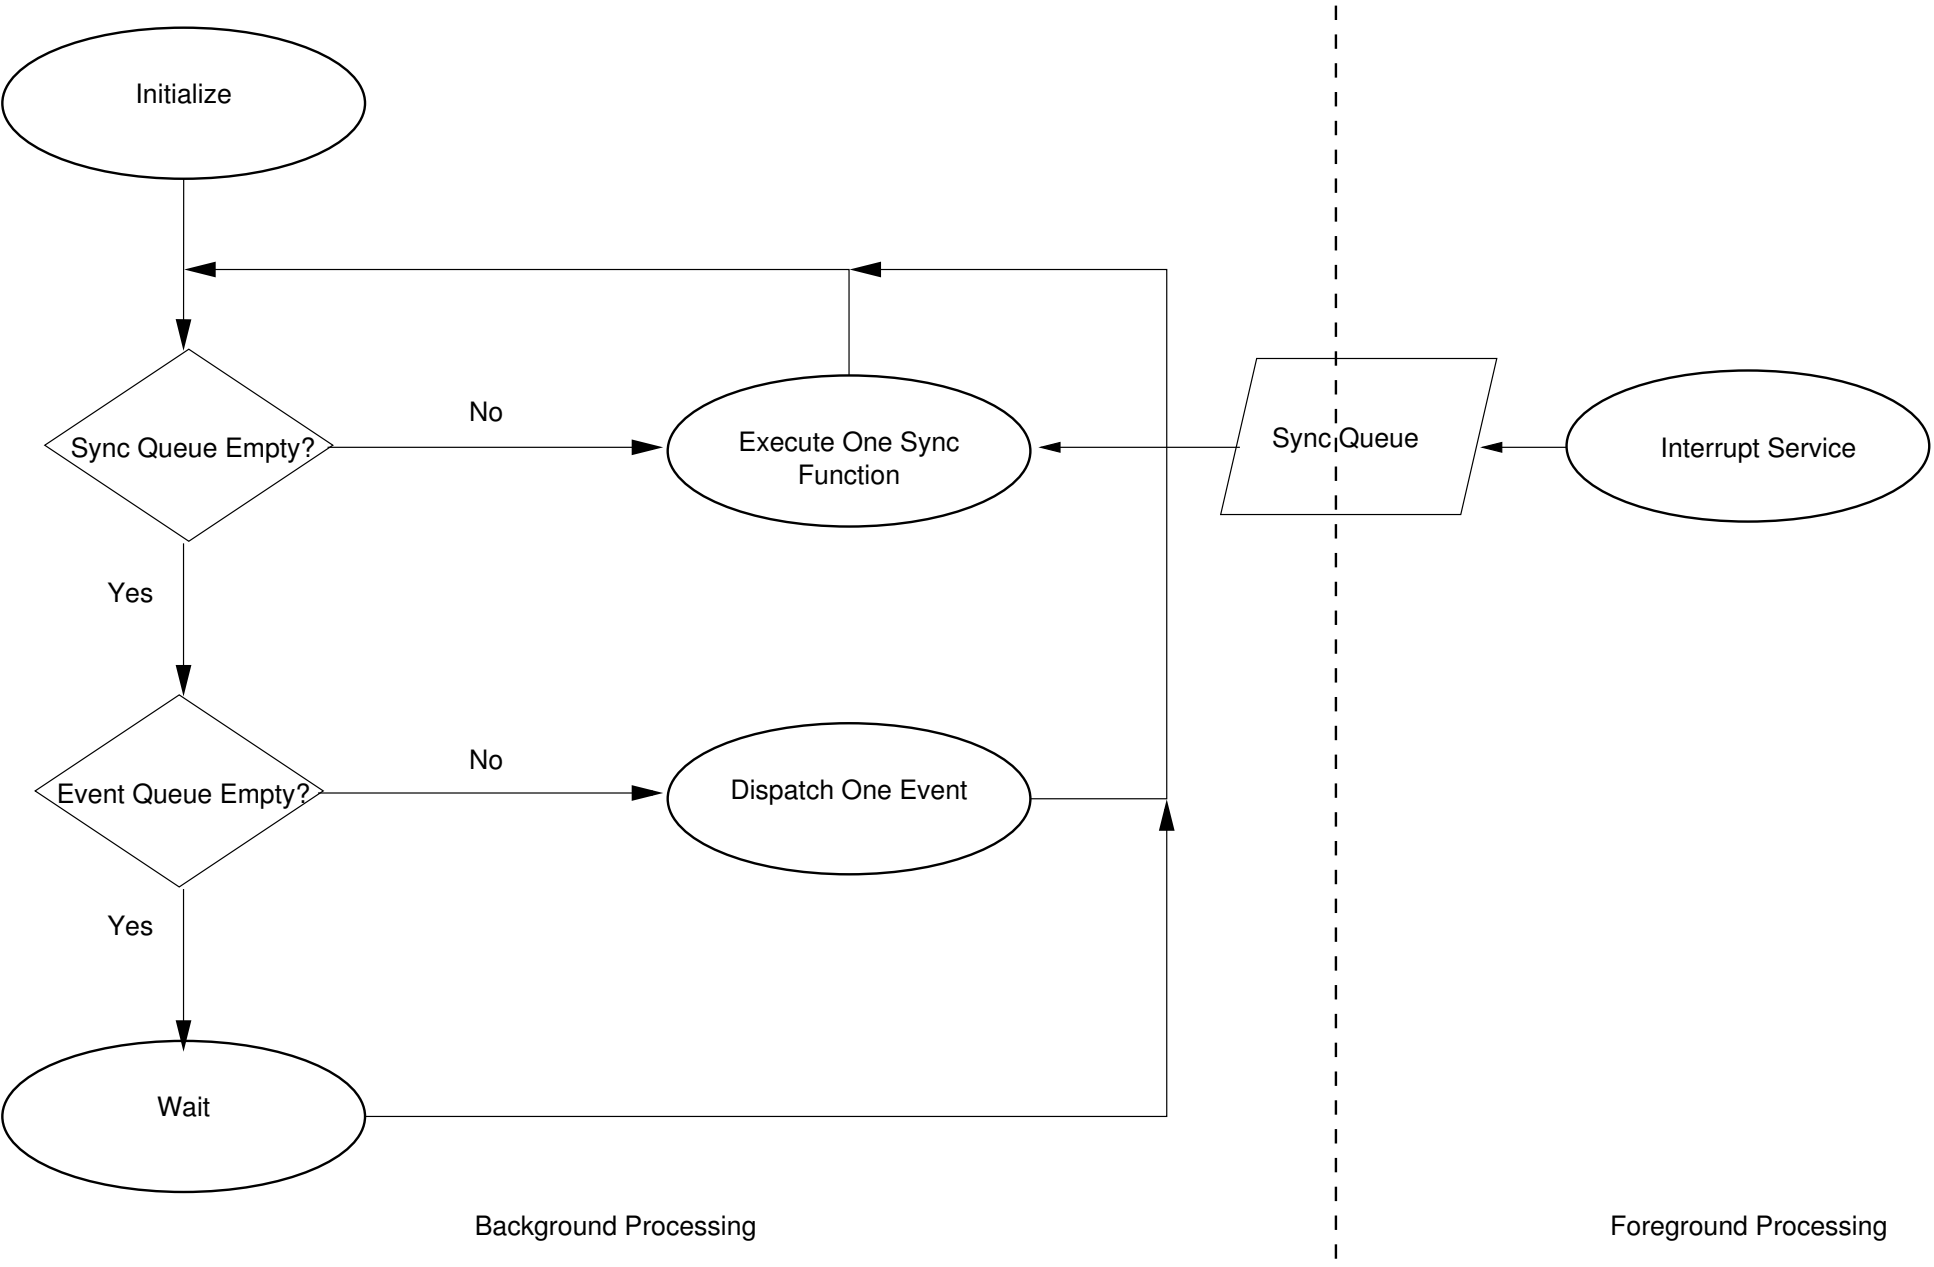 Initialize
No
Sync Queue Empty?
Execute One Sync
Function
Sync Queue
Interrupt Service
Yes
No
Event Queue Empty?
Dispatch One Event
Yes
Wait
Background Processing
Foreground Processing